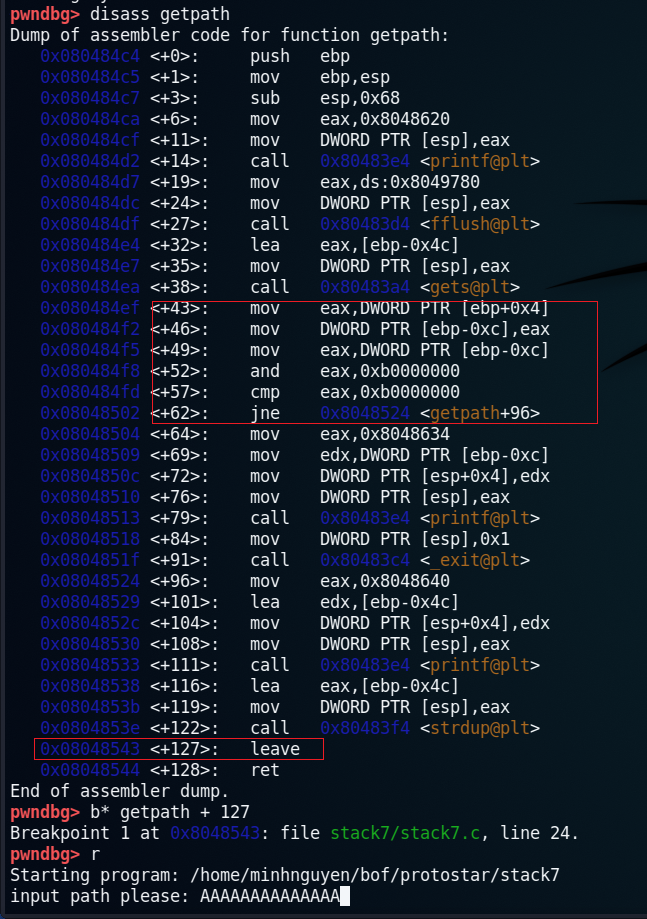 pwndbg> disass getpath
Dump of assembler code for function getpath:
0x080484c4 <+0>: push ebp
0x080484c5 <+1>: mov ebp,esp
0x080484c7 <+3>: sub esp,0x68
0x080484ca <+6>: mov eax,0x8048620
0x080484cf <+11>: mov DWORD PTR [esp],eax
0x080484d2 <+14>: call 0x80483e4 <printf@plt>
0x080484d7 <+19>: mov eax,ds:0x8049780
0x080484dc <+24>: mov DWORD PTR [esp],eax
0x080484df <+27>: call 0x80483d4 <fflush@plt>
0x080484e4 <+32>: lea eax,[ebp-0x4c]
0x080484e7 <+35>: mov DWORD PTR [esp],eax
0x080484ea <+38>: call 0x80483a4 <gets@plt>
0x080484ef <+43>: mov eax,DWORD PTR [ebp+0x4]
0x080484f2 <+46>: mov DWORD PTR [ebp-0xc],eax
0x080484f5 <+49>: mov eax,DWORD PTR [ebp-0xc]
0x080484f8 <+52>: and eax,0xb0000000
0x080484fd <+57>: cmp eax,0xb0000000
0x08048502 <+62>: jne 0x8048524 <getpath+96>
0x08048504 <+64>: mov eax,0x8048634
0x08048509 <+69>: mov edx,DWORD PTR [ebp-0xc]
0x0804850c <+72>: mov DWORD PTR [esp+0x4],edx
0x08048510 <+76>: mov DWORD PTR [esp],eax
0x08048513 <+79>: call 0x80483e4 <printf@plt>
0x08048518 <+84>: mov DWORD PTR [esp],0x1
0x0804851f <+91>: call 0x80483c4 <_exit@plt>
0x08048524 <+96>: mov eax,0x8048640
0x08048529 <+101>: lea edx,[ebp-0x4c]
0x0804852c <+104>: mov DWORD PTR [esp+0x4],edx
0x08048530 <+108>: mov DWORD PTR [esp],eax
0x08048533 <+111>: call 0x80483e4 <printf@plt>
0x08048538 <+116>: lea eax,[ebp-0x4c]
0x0804853b <+119>: mov DWORD PTR [esp],eax
0x0804853e <+122>: call 0x80483f4 <strdup@plt>
0x08048543 <+127>: leave
0x08048544 <+128>: ret
End of assembler dump.
pwndbg> b* getpath + 127
Breakpoint 1 at 0x8048543: file stack7/stack7.c, line 24.
pwndbg> r
Starting program: /home/minhnguyen/bof/protostar/stack7
input path please: AAAAAAAAAAAAAA